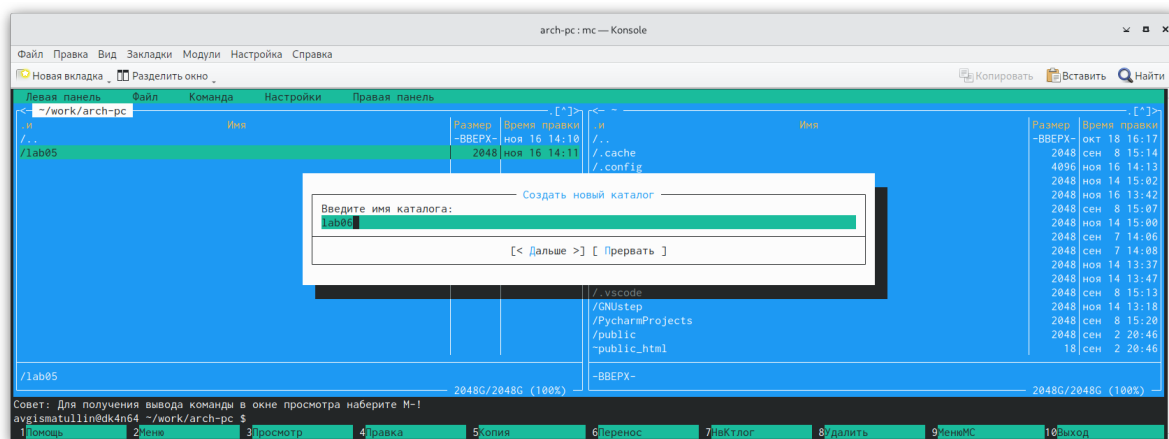 arch-pc : mc — Konsole
Файл Правка Вид Закладки Модули Настройка Справка
Новая вкладка Разделить окно Копировать Вставить Найти
Левая панель Файл Команда Настройки Правая панель
<- ~/work/arch-pc .[^]> <- ~ .[^]>
.и Имя Размер Время правки .и Имя Размер Время правки
/.. -ВВЕРХ- ноя 16 14:10 /.. -ВВЕРХ- окт 18 16:17
/lab05 2048 ноя 16 14:11 /.cache 2048 сен 8 15:14
/.config 4096 ноя 16 14:13
2048 ноя 14 15:02
Создать новый каталог 2048 ноя 16 13:42
Введите имя каталога: 2048 сен 8 15:07
lab06 2048 ноя 14 15:00
2048 сен 7 14:06
[< Дальше >] [ Прервать ] 2048 сен 7 14:08
2048 ноя 14 13:37
2048 ноя 14 13:47
/.vscode 2048 сен 8 15:13
/GNUstep 2048 ноя 14 13:18
/PycharmProjects 2048 сен 8 15:20
/public 2048 сен 2 20:46
~public_html 18 сен 2 20:46
/lab05 -ВВЕРХ-
2048G/2048G (100%) 2048G/2048G (100%)
Совет: Для получения вывода команды в окне просмотра наберите M-!
avgismatullin@dk4n64 ~/work/arch-pc $
1Помощь 2Меню 3Просмотр 4Правка 5Копия 6Перенос 7НвКтлог 8Удалить 9МенюМС 10Выход